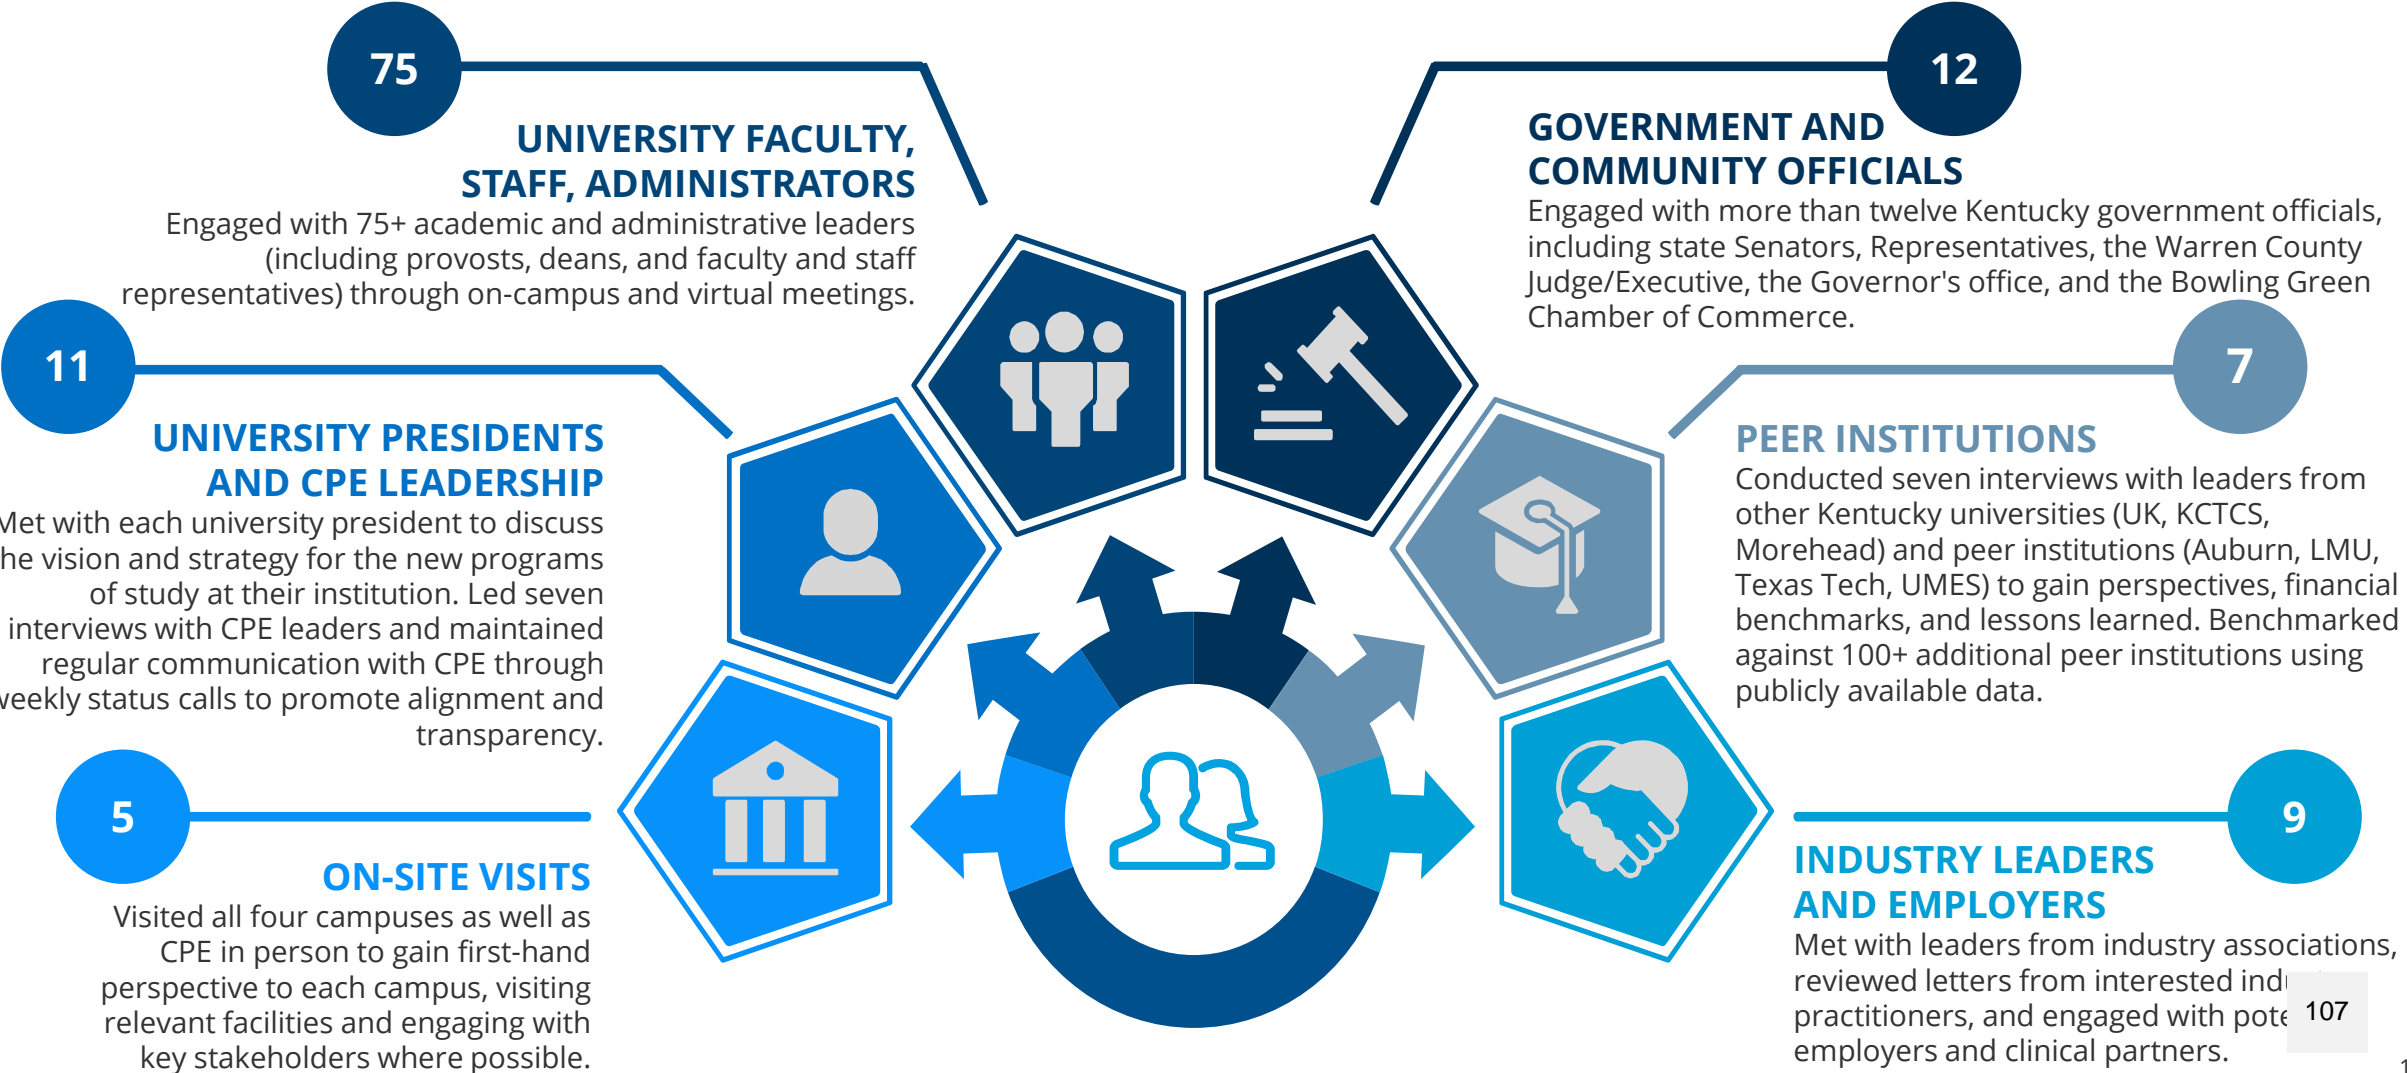 75
UNIVERSITY FACULTY,
STAFF, ADMINISTRATORS
Engaged with 75+ academic and administrative leaders
(including provosts, deans, and faculty and staff
representatives) through on-campus and virtual meetings.
11
UNIVERSITY PRESIDENTS
AND CPE LEADERSHIP
Met with each university president to discuss
he vision and strategy for the new programs
of study at their institution. Led seven
interviews with CPE leaders and maintained
regular communication with CPE through
weekly status calls to promote alignment and
transparency.
5
ON-SITE VISITS
Visited all four campuses as well as
CPE in person to gain first-hand
perspective to each campus, visiting
relevant facilities and engaging with
key stakeholders where possible.
12
GOVERNMENT AND
COMMUNITY OFFICIALS
Engaged with more than twelve Kentucky government officials,
including state Senators, Representatives, the Warren County
Judge/Executive, the Governor's office, and the Bowling Green
Chamber of Commerce.
7
PEER INSTITUTIONS
Conducted seven interviews with leaders from
other Kentucky universities (UK, KCTCS,
Morehead) and peer institutions (Auburn, LMU,
Texas Tech, UMES) to gain perspectives, financial
benchmarks, and lessons learned. Benchmarked
against 100+ additional peer institutions using
publicly available data.
9
INDUSTRY LEADERS
AND EMPLOYERS
Met with leaders from industry associations,
reviewed letters from interested
practitioners, and engaged with
employers and clinical partners.
107